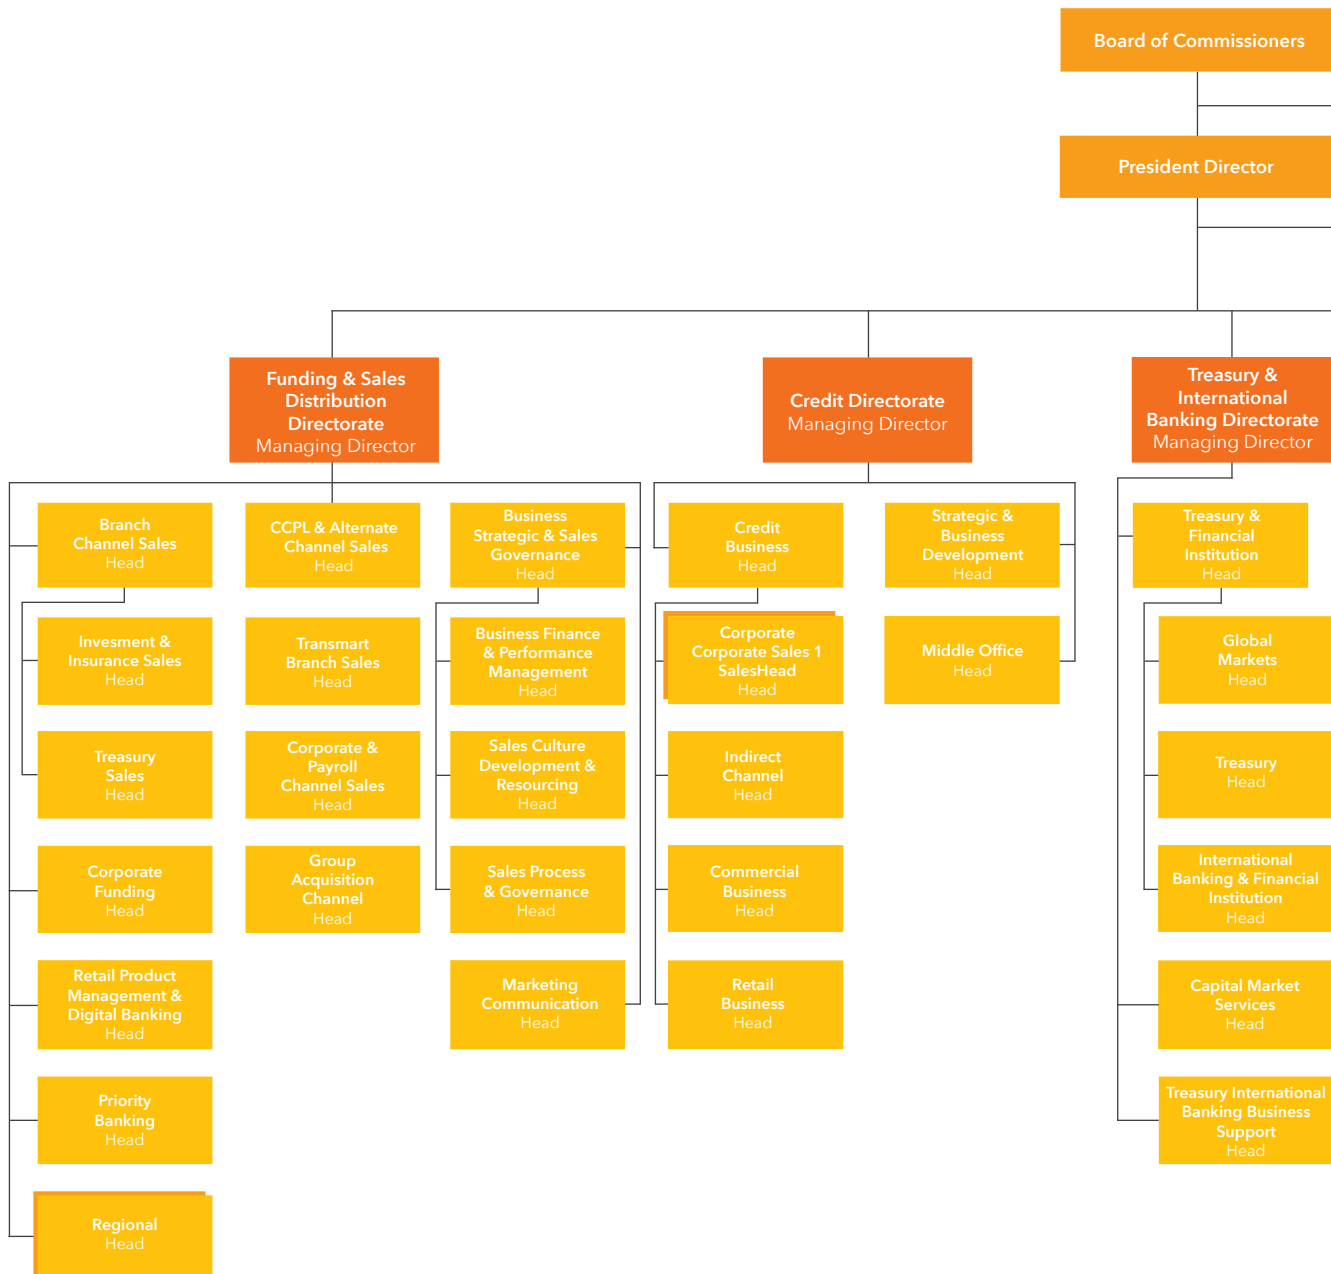 Board of Commissioners
President Director
Funding & Sales
Distribution
Directorate
Managing Director
Credit Directorate
Managing Director
Treasury &
International
Banking Directorate
Managing Director
Branch
Channel Sales
Head
Invesment &
Insurance Sales
Head
Treasury
Sales
Head
Corporate
Funding
Head
Retail Product
Management &
Digital Banking
Head
Priority
Banking
Head
Regional
Head
CCPL & Alternate
Channel Sales
Head
Transmart
Branch Sales
Head
Corporate &
Payroll
Channel Sales
Head
Group
Acquisition
Channel
Head
Business
Strategic & Sales
Governance
Head
Business Finance
& Performance
Management
Head
Sales Culture
Development &
Resourcing
Head
Sales Process
& Governance
Head
Marketing
Communication
Head
Credit
Business
Head
Corporate
Corporate Sales 1
SalesHead
Head
Indirect
Channel
Head
Commercial
Business
Head
Retail
Business
Head
Strategic &
Business
Development
Head
Middle Office
Head
Treasury &
Financial
Institution
Head
Global
Markets
Head
Treasury
Head
International
Banking & Financial
Institution
Head
Capital Market
Services
Head
Treasury International
Banking Business
Support
Head